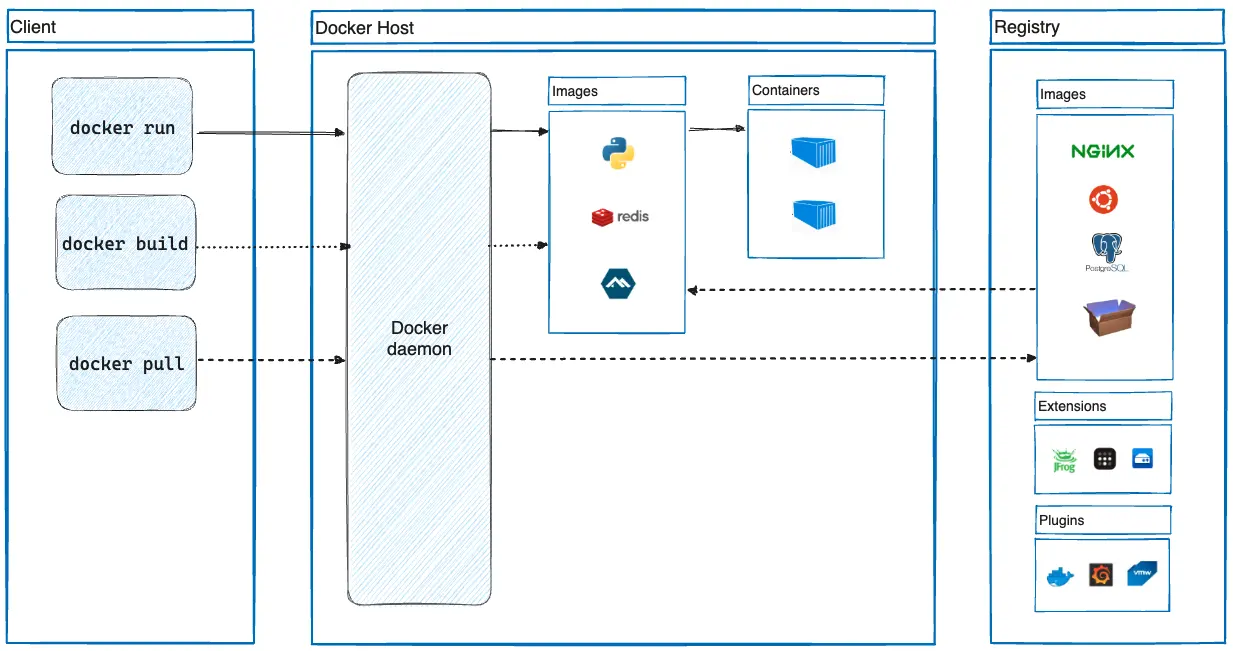 Client
docker run
docker build
docker pull
Docker Host
Docker
daemon
Images
redis
Containers
Registry
Images
NGINX
PostgreSQL
Extensions
JFrog
Plugins
vmw